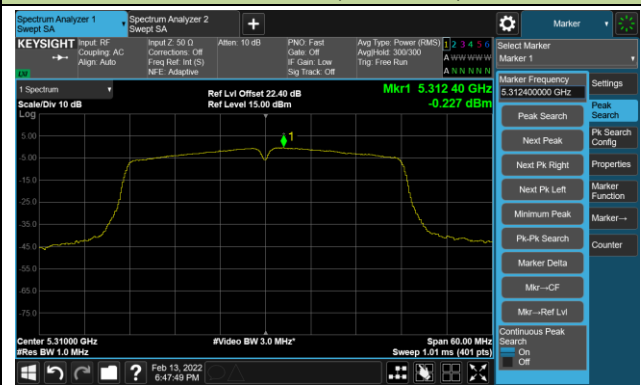 Spectrum Analyzer 1
Swept SA
Spectrum Analyzer 2
Swept SA
+
Marker
KEYSIGHT
Input: RF
Coupling: AC
Align: Auto
Input Z: 50 Ω
Corrections: Off
Freq Ref: Int (S)
NFE: Adaptive
Atten: 10 dB
PNO: Fast
Gate: Off
IF Gain: Low
Sig Track: Off
Avg Type: Power (RMS)
Avg|Hold: 300/300
Trig: Free Run
1 2 3 4 5 6
A W W W W W
A N N N N N
LXI
Select Marker
Marker 1
1 Spectrum
Scale/Div 10 dB
Log
Ref Lvl Offset 22.40 dB
Ref Level 15.00 dBm
Mkr1 5.312 40 GHz
-0.227 dBm
1
5.00
-5.00
-15.0
-25.0
-35.0
-45.0
-55.0
-65.0
-75.0
Center 5.31000 GHz
#Res BW 1.0 MHz
#Video BW 3.0 MHz*
Span 60.00 MHz
Sweep 1.01 ms (401 pts)
Marker Frequency
5.312400000 GHz
Peak Search
Next Peak
Next Pk Right
Next Pk Left
Minimum Peak
Pk-Pk Search
Marker Delta
Mkr→CF
Mkr→Ref Lvl
Continuous Peak
Search
On
Off
Settings
Peak
Search
Pk Search
Config
Properties
Marker
Function
Marker→
Counter
?
Feb 13, 2022
6:47:49 PM